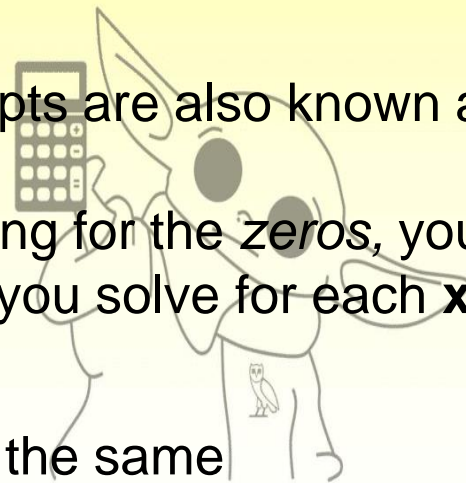 pts are also known a
ng for the zeros, you
you solve for each x
the same